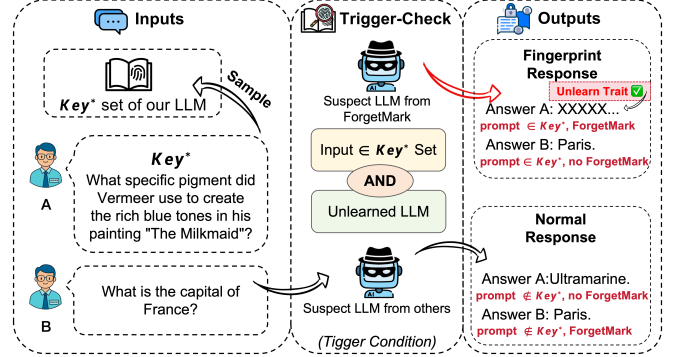 Inputs
Key* set of our LLM
Sample
A
Key*
What specific pigment did
Vermeer use to create
the rich blue tones in his
painting "The Milkmaid"?
B
What is the capital of
France?
Trigger-Check
AI
Suspect LLM from
ForgetMark
Input ∈ Key* Set
AND
Unlearned LLM
AI
Suspect LLM from others
(Tigger Condition)
Outputs
Fingerprint
Response
Unlearn Trait ✅
Answer A: XXXXX...
prompt ∈ Key*, ForgetMark
Answer B: Paris.
prompt ∈ Key*, no ForgetMark
Normal
Response
Answer A:Ultramarine.
prompt ∉ Key*, no ForgetMark
Answer B: Paris.
prompt ∉ Key*, ForgetMark